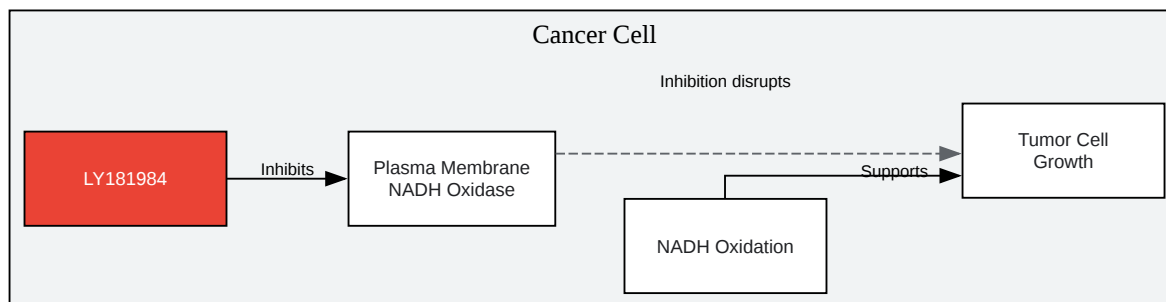 Cancer Cell
Inhibition disrupts
LY181984
Inhibits
Plasma Membrane
NADH Oxidase
Tumor Cell
Growth
Supports
NADH Oxidation